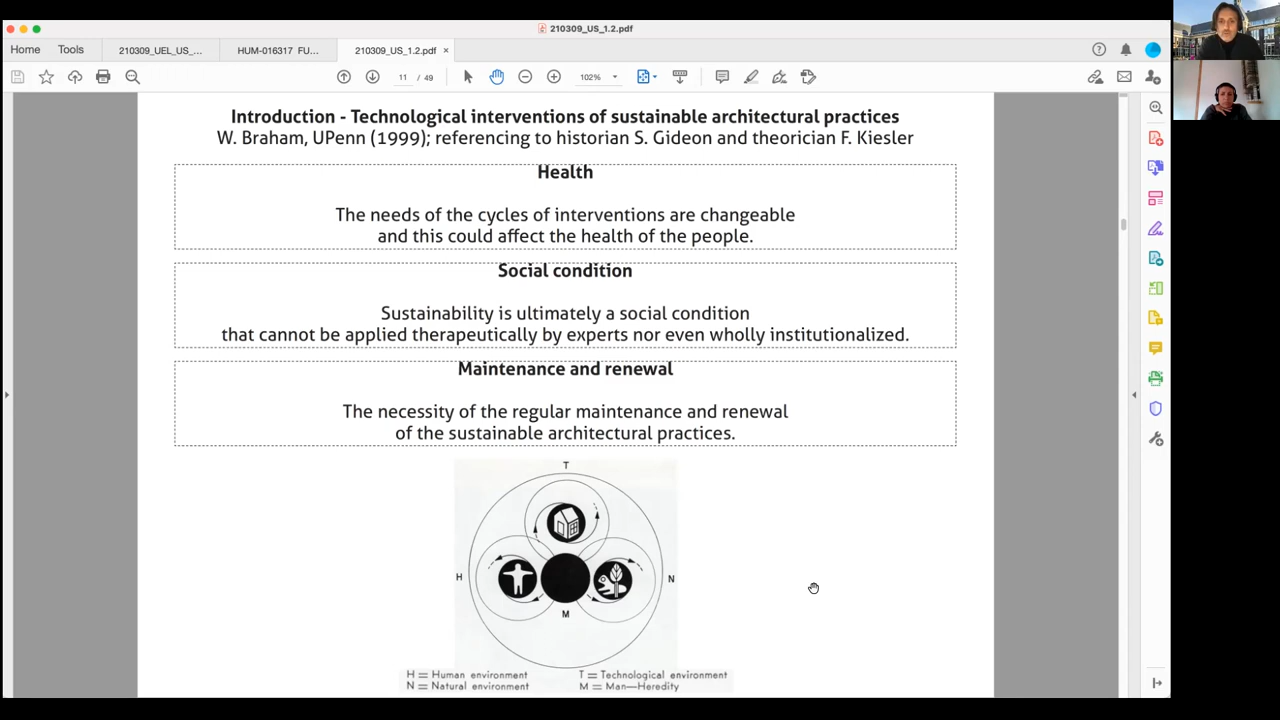 210309_US_1.2.pdf
Home
Tools
210309_UEL_US_...
HUM-016317 FU...
210309_US_1.2.pdf ×
11 / 49
102%
Introduction - Technological interventions of sustainable architectural practices
W. Braham, UPenn (1999); referencing to historian S. Gideon and theorician F. Kiesler
Health
The needs of the cycles of interventions are changeable
and this could affect the health of the people.
Social condition
Sustainability is ultimately a social condition
that cannot be applied therapeutically by experts nor even wholly institutionalized.
Maintenance and renewal
The necessity of the regular maintenance and renewal
of the sustainable architectural practices.
T
H
N
M
H = Human environment
T = Technological environment
N = Natural environment
M = Man—Heredity